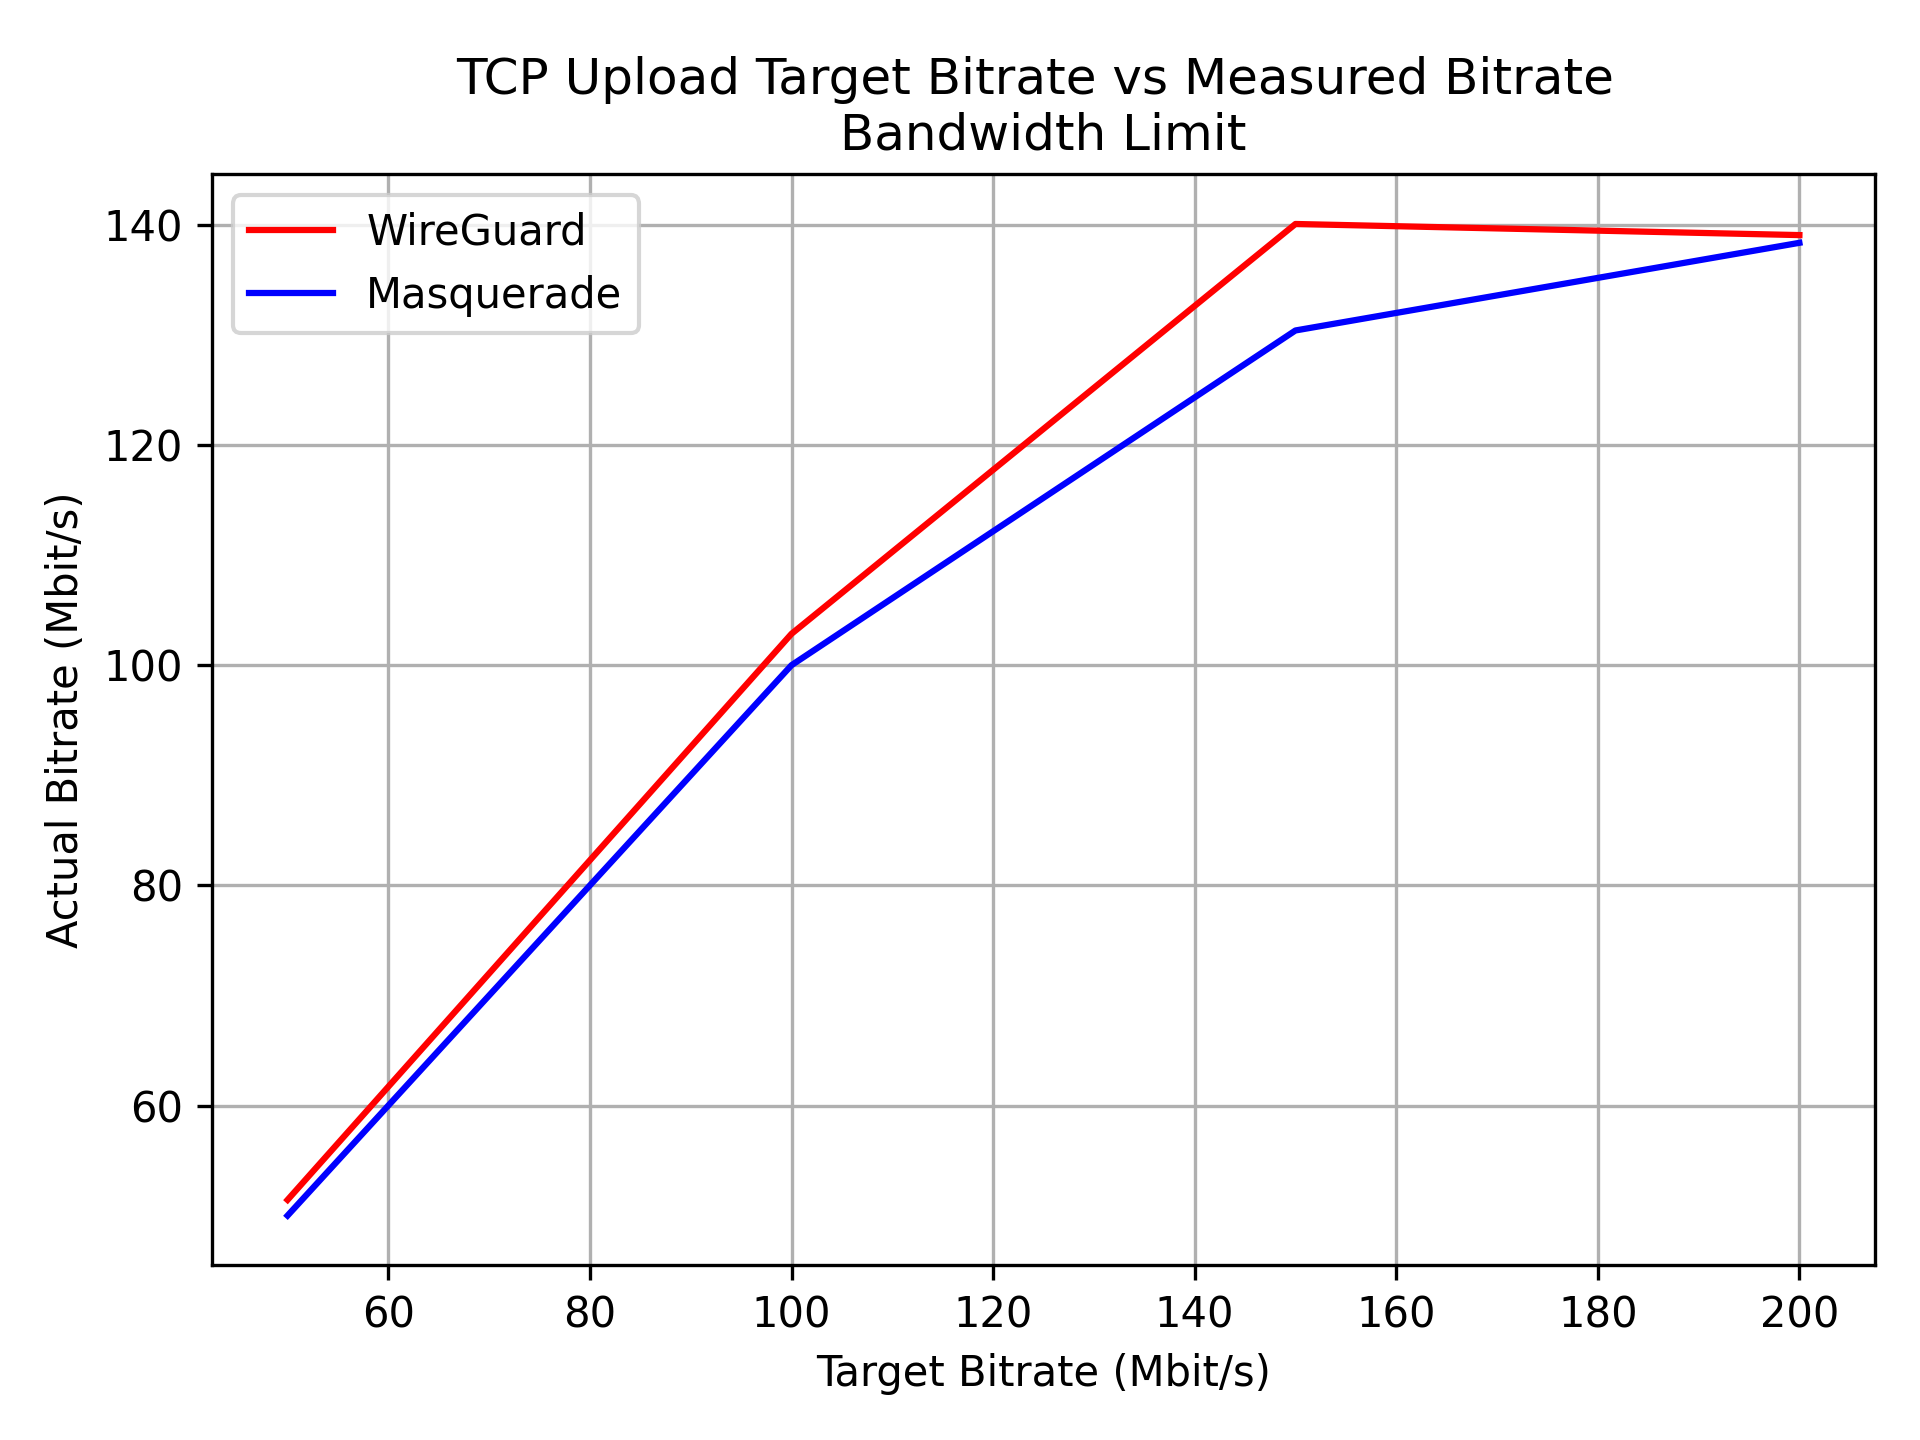 TCP Upload Target Bitrate vs Measured Bitrate
Bandwidth Limit
WireGuard
Masquerade
140
120
100
80
60
Actual Bitrate (Mbit/s)
60 80 100 120 140 160 180 200
Target Bitrate (Mbit/s)